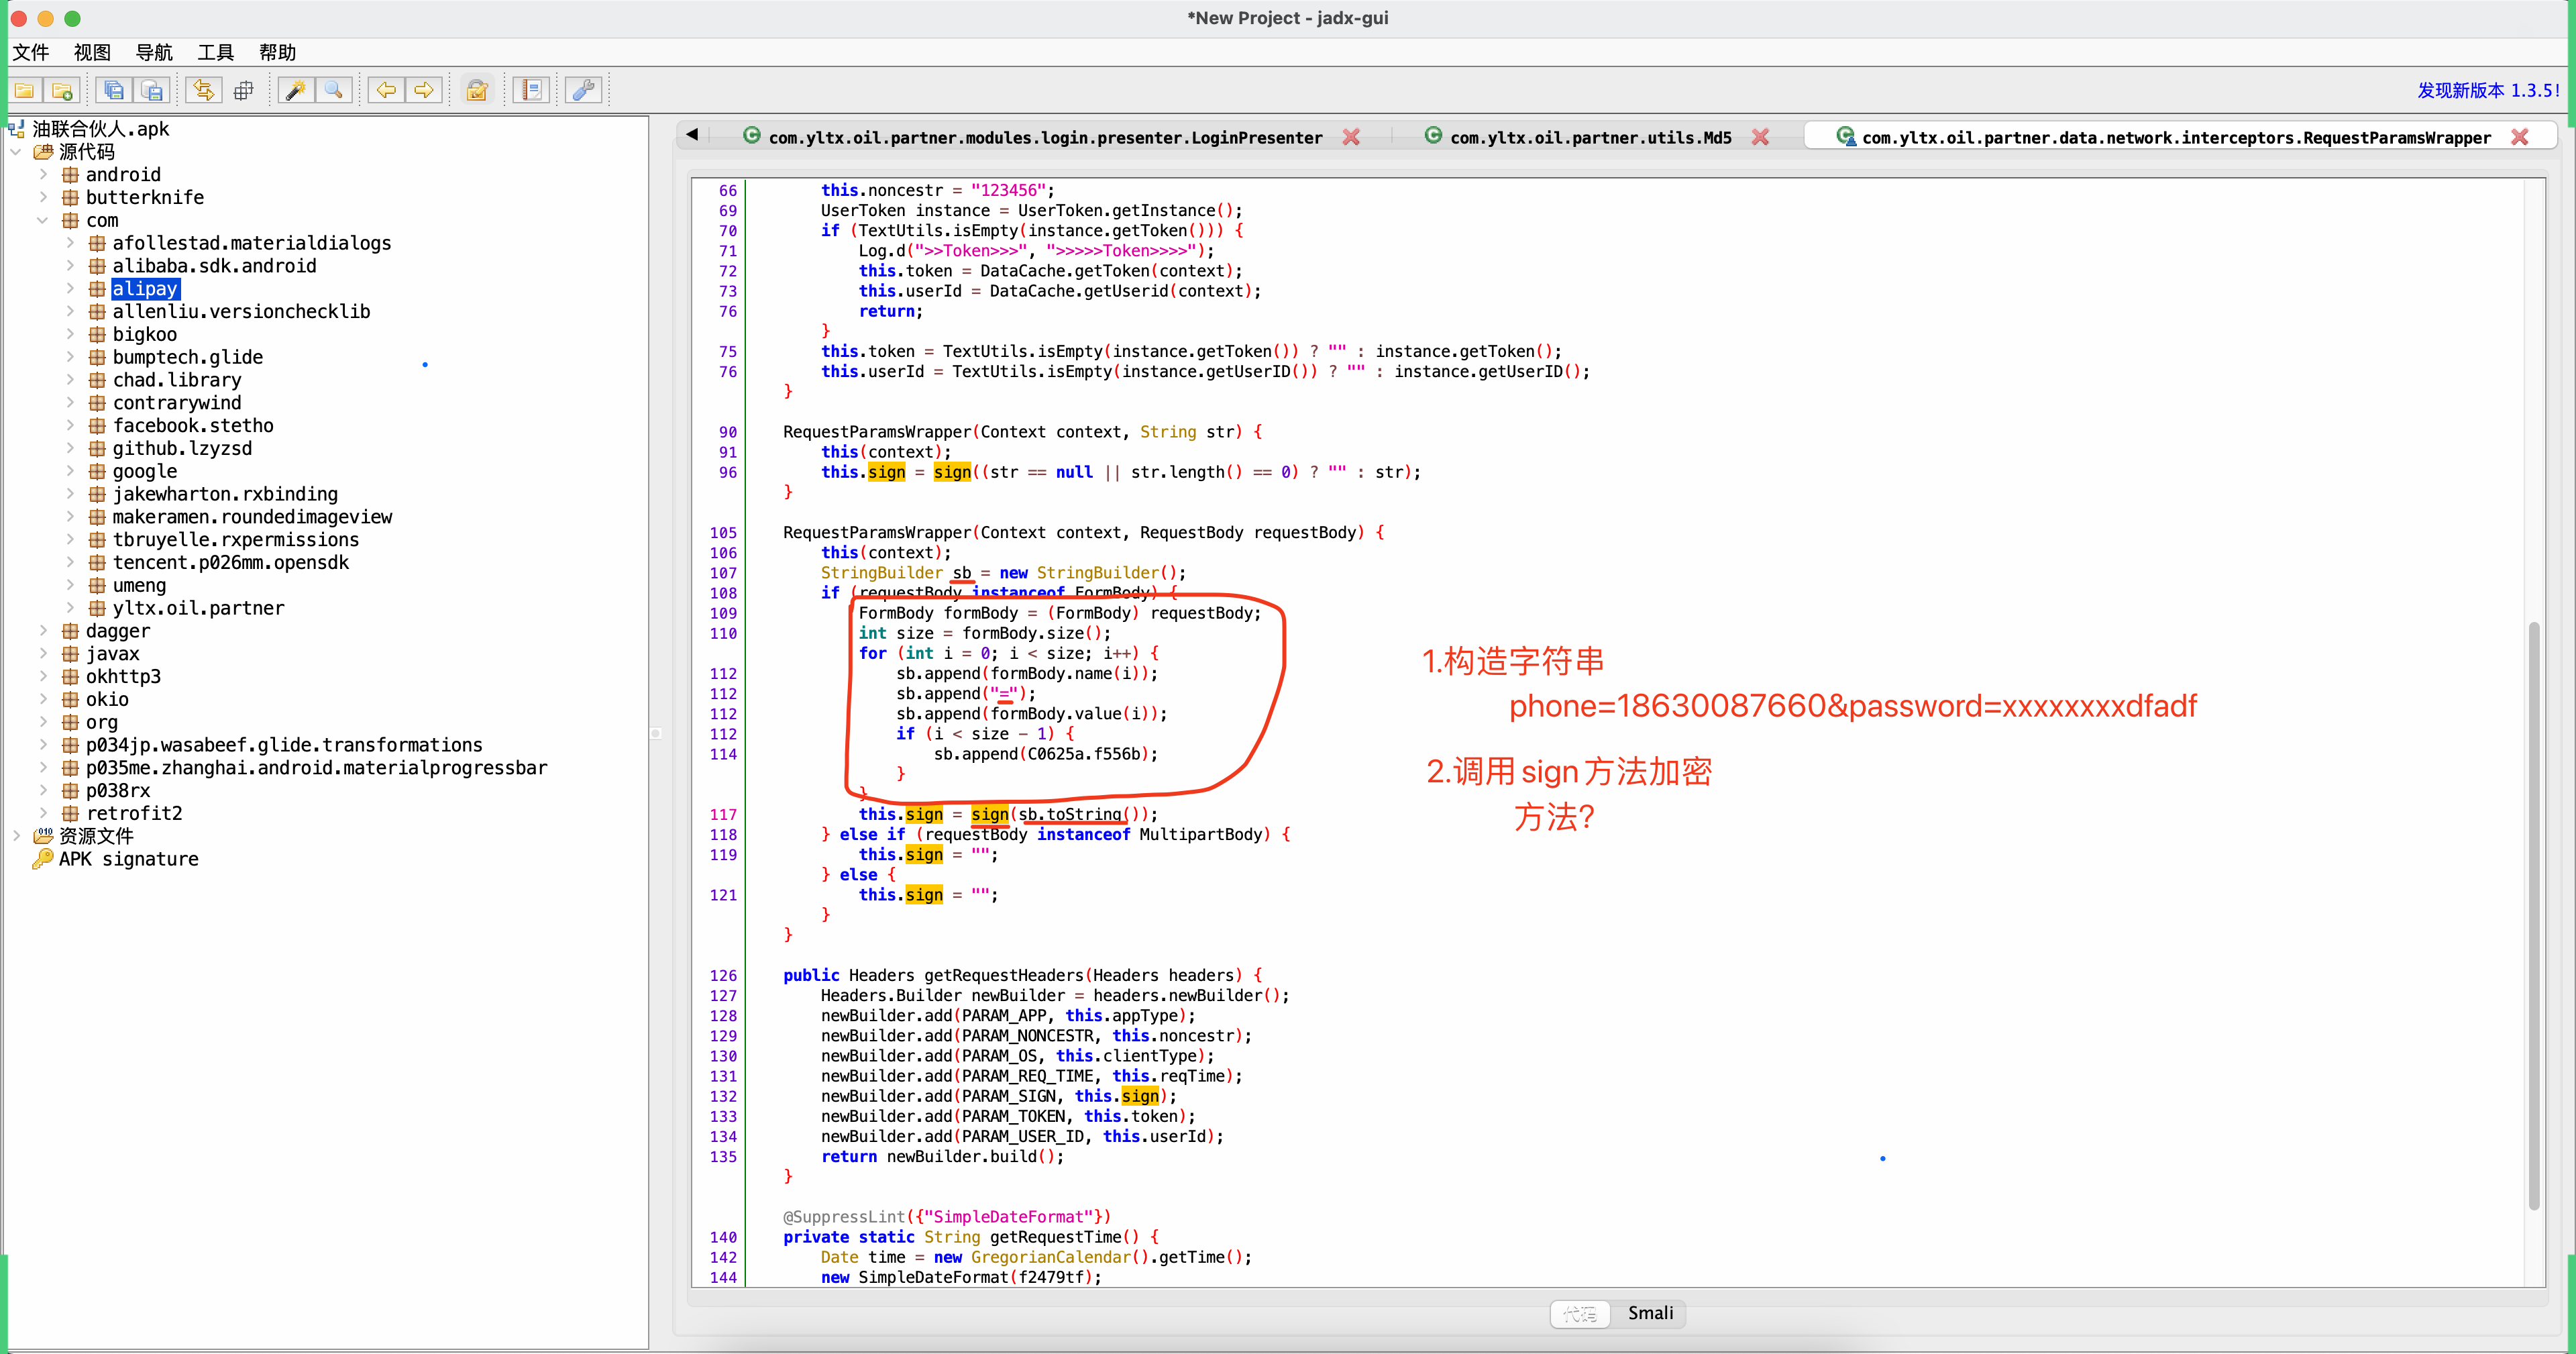 *New Project - jadx-gui
文件 视图 导航 工具 帮助
发现新版本 1.3.5!
油联合伙人.apk
源代码
android
butterknife
com
afollestad.materialdialogs
alibaba.sdk.android
alipay
allenliu.versionchecklib
bigkoo
bumptech.glide
chad.library
contrarywind
facebook.stetho
github.lzyzsd
google
jakewharton.rxbinding
makeramen.roundedimageview
tbruyelle.rxpermissions
tencent.p026mm.opensdk
umeng
yltx.oil.partner
dagger
javax
okhttp3
okio
org
p034jp.wasabeef.glide.transformations
p035me.zhanghai.android.materialprogressbar
p038rx
retrofit2
资源文件
APK signature
com.yltx.oil.partner.modules.login.presenter.LoginPresenter
com.yltx.oil.partner.utils.Md5
com.yltx.oil.partner.data.network.interceptors.RequestParamsWrapper
66 this.noncestr = "123456";
69 UserToken instance = UserToken.getInstance();
70 if (TextUtils.isEmpty(instance.getToken())) {
71 Log.d(">>Token>>>", ">>>>>Token>>>>");
72 this.token = DataCache.getToken(context);
73 this.userId = DataCache.getUserid(context);
76 return;
}
75 this.token = TextUtils.isEmpty(instance.getToken()) ? "" : instance.getToken();
76 this.userId = TextUtils.isEmpty(instance.getUserID()) ? "" : instance.getUserID();
}
90 RequestParamsWrapper(Context context, String str) {
91 this(context);
96 this.sign = sign((str == null || str.length() == 0) ? "" : str);
}
105 RequestParamsWrapper(Context context, RequestBody requestBody) {
106 this(context);
107 StringBuilder sb = new StringBuilder();
108 if (requestBody instanceof FormBody) {
109 FormBody formBody = (FormBody) requestBody;
110 int size = formBody.size();
for (int i = 0; i < size; i++) {
112 sb.append(formBody.name(i));
112 sb.append("=");
112 sb.append(formBody.value(i));
112 if (i < size - 1) {
114 sb.append(C0625a.f556b);
}
}
117 this.sign = sign(sb.toString());
118 } else if (requestBody instanceof MultipartBody) {
119 this.sign = "";
} else {
121 this.sign = "";
}
}
126 public Headers getRequestHeaders(Headers headers) {
127 Headers.Builder newBuilder = headers.newBuilder();
128 newBuilder.add(PARAM_APP, this.appType);
129 newBuilder.add(PARAM_NONCESTR, this.noncestr);
130 newBuilder.add(PARAM_OS, this.clientType);
131 newBuilder.add(PARAM_REQ_TIME, this.reqTime);
132 newBuilder.add(PARAM_SIGN, this.sign);
133 newBuilder.add(PARAM_TOKEN, this.token);
134 newBuilder.add(PARAM_USER_ID, this.userId);
135 return newBuilder.build();
}
@SuppressLint({"SimpleDateFormat"})
140 private static String getRequestTime() {
142 Date time = new GregorianCalendar().getTime();
144 new SimpleDateFormat(f2479tf);
1.构造字符串
phone=18630087660&password=xxxxxxxxdfadf
2.调用sign方法加密
方法?
代码 Smali